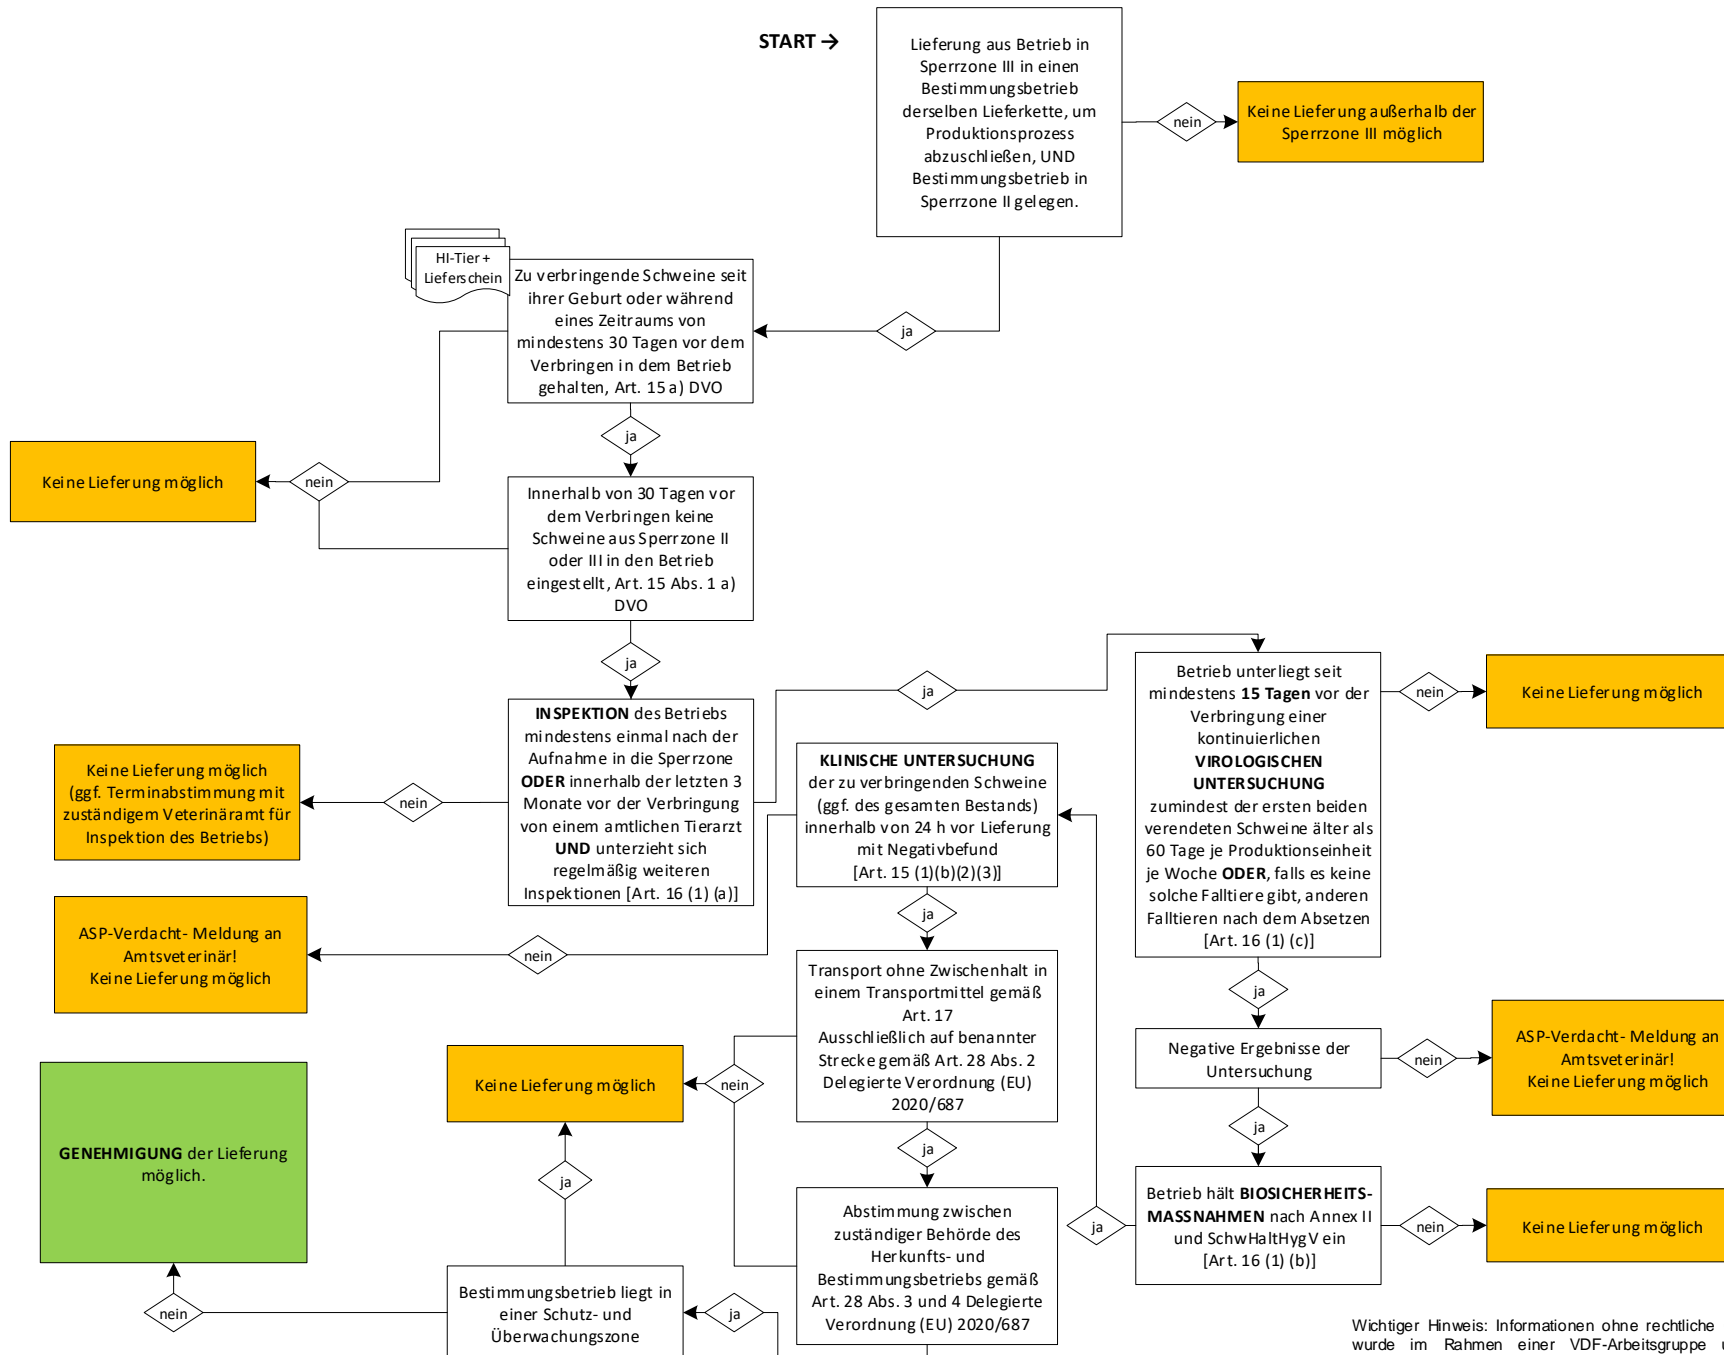 START →
Lieferung aus Betrieb in
Sperrzone III in einen
Bestimmungsbetrieb
derselben Lieferkette, um
Produktionsprozess
abzuschließen, UND
Bestimmungsbetrieb in
Sperrzone II gelegen.
nein
Keine Lieferung außerhalb der
Sperrzone III möglich
ja
HI-Tier +
Lieferschein
Zu verbringende Schweine seit
ihrer Geburt oder während
eines Zeitraums von
mindestens 30 Tagen vor dem
Verbringen in dem Betrieb
gehalten, Art. 15 a) DVO
ja
nein
Keine Lieferung möglich
Innerhalb von 30 Tagen vor
dem Verbringen keine
Schweine aus Sperrzone II
oder III in den Betrieb
eingestellt, Art. 15 Abs. 1 a)
DVO
ja
INSPEKTION des Betriebs
mindestens einmal nach der
Aufnahme in die Sperrzone
ODER innerhalb der letzten 3
Monate vor der Verbringung
von einem amtlichen Tierarzt
UND unterzieht sich
regelmäßig weiteren
Inspektionen [Art. 16 (1) (a)]
nein
Keine Lieferung möglich
(ggf. Terminabstimmung mit
zuständigem Veterinäramt für
Inspektion des Betriebs)
ja
Betrieb unterliegt seit
mindestens 15 Tagen vor der
Verbringung einer
kontinuierlichen
VIROLOGISCHEN
UNTERSUCHUNG
zumindest der ersten beiden
verendeten Schweine älter als
60 Tage je Produktionseinheit
je Woche ODER, falls es keine
solche Falltiere gibt, anderen
Falltieren nach dem Absetzen
[Art. 16 (1) (c)]
nein
Keine Lieferung möglich
ja
Negative Ergebnisse der
Untersuchung
nein
ASP-Verdacht- Meldung an
Amtsveterinär!
Keine Lieferung möglich
ja
Betrieb hält BIOSICHERHEITS-
MASSNAHMEN nach Annex II
und SchwHaltHygV ein
[Art. 16 (1) (b)]
nein
Keine Lieferung möglich
ja
KLINISCHE UNTERSUCHUNG
der zu verbringenden Schweine
(ggf. des gesamten Bestands)
innerhalb von 24 h vor Lieferung
mit Negativbefund
[Art. 15 (1)(b)(2)(3)]
nein
ASP-Verdacht- Meldung an
Amtsveterinär!
Keine Lieferung möglich
ja
Transport ohne Zwischenhalt in
einem Transportmittel gemäß
Art. 17
Ausschließlich auf benannter
Strecke gemäß Art. 28 Abs. 2
Delegierte Verordnung (EU)
2020/687
nein
Keine Lieferung möglich
ja
Abstimmung zwischen
zuständiger Behörde des
Herkunfts- und
Bestimmungsbetriebs gemäß
Art. 28 Abs. 3 und 4 Delegierte
Verordnung (EU) 2020/687
ja
Bestimmungsbetrieb liegt in
einer Schutz- und
Überwachungszone
ja
nein
GENEHMIGUNG der Lieferung
möglich.
Wichtiger Hinweis: Informationen ohne rechtliche
wurde im Rahmen einer VDF-Arbeitsgruppe u